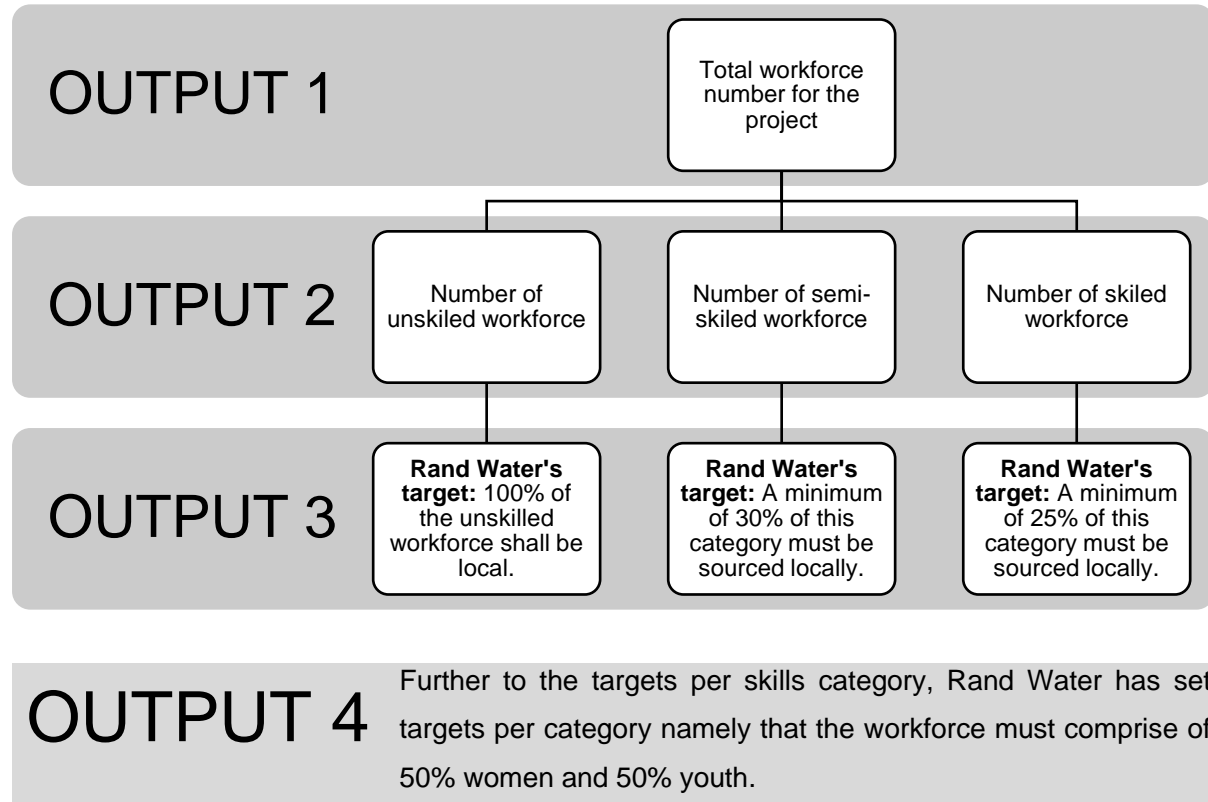 OUTPUT 1
Total workforce
number for the
project
OUTPUT 2
Number of
unskiled workforce
Number of semi-
skiled workforce
Number of skiled
workforce
OUTPUT 3
Rand Water's
target: 100% of
the unskilled
workforce shall be
local.
Rand Water's
target: A minimum
of 30% of this
category must be
sourced locally.
Rand Water's
target: A minimum
of 25% of this
category must be
sourced locally.
OUTPUT 4
Further to the targets per skills category, Rand Water has set
targets per category namely that the workforce must comprise of
50% women and 50% youth.